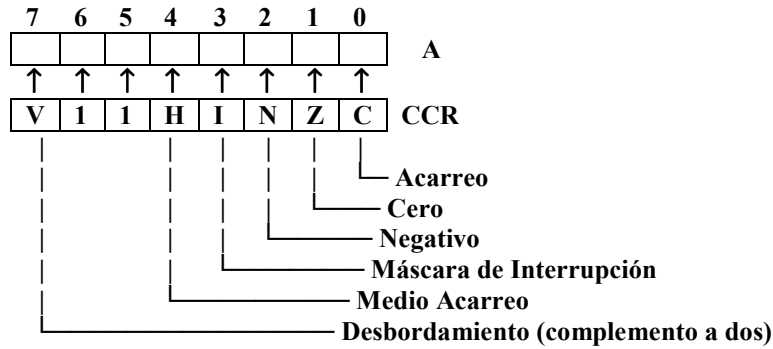 7 6 5 4 3 2 1 0
A
V 1 1 H I N Z C CCR
Acarreo
Cero
Negativo
Máscara de Interrupción
Medio Acarreo
Desbordamiento (complemento a dos)